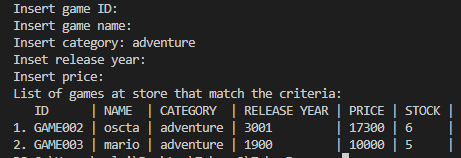 Insert game ID:
Insert game name:
Insert category: adventure
Inset release year:
Insert price:
List of games at store that match the criteria:
ID | NAME | CATEGORY | RELEASE YEAR | PRICE | STOCK |
1. GAME002 | oscta | adventure | 3001 | 17300 | 6 |
2. GAME003 | mario | adventure | 1900 | 10000 | 5 |